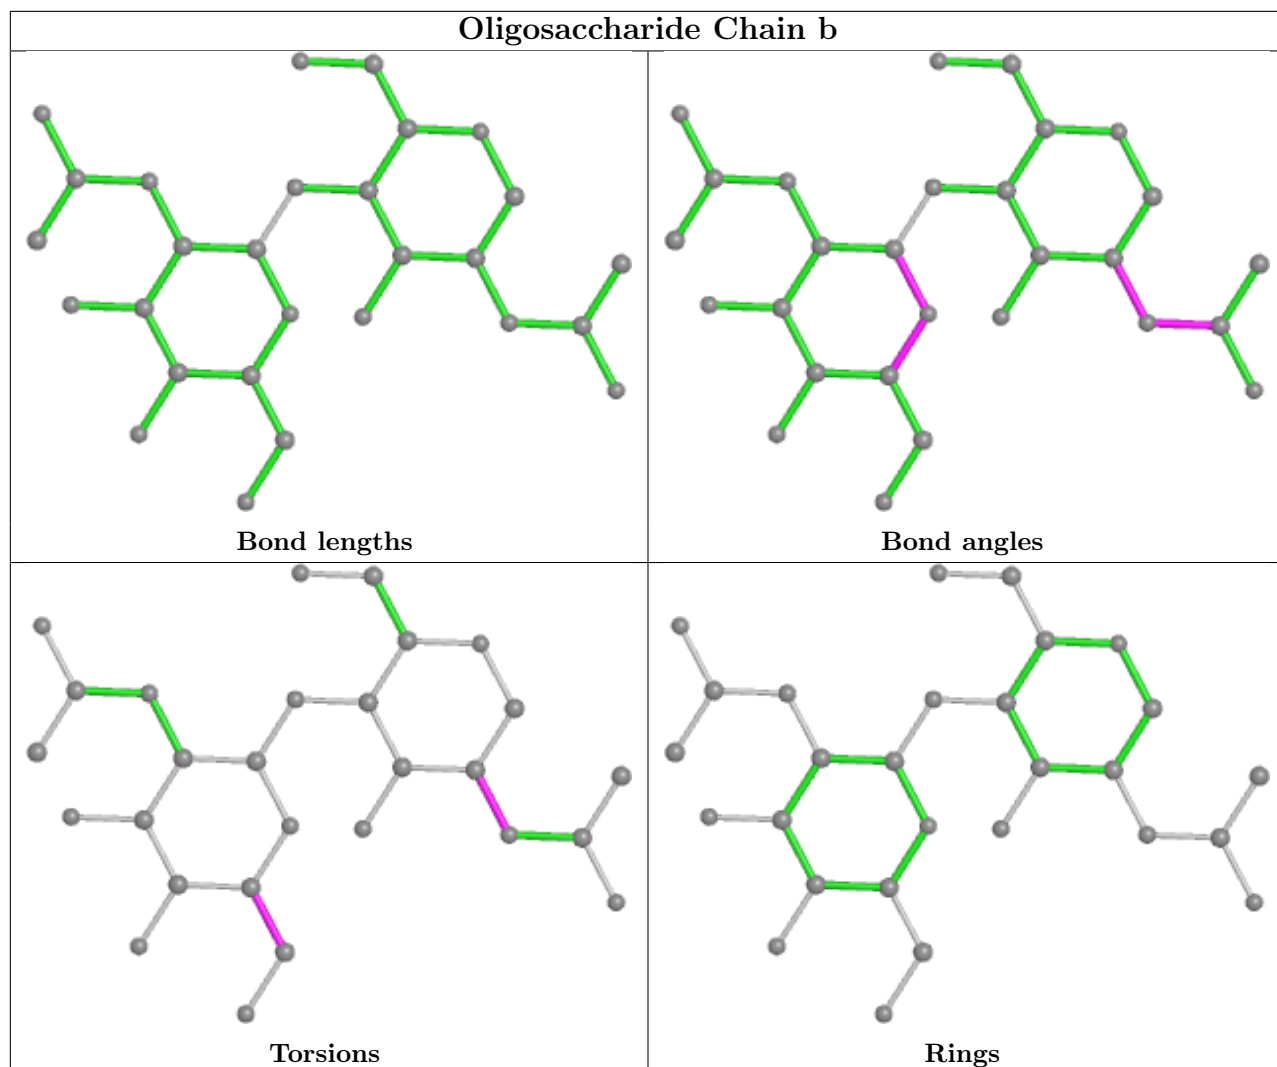 Oligosaccharide Chain b
Bond lengths
Bond angles
Torsions
Rings